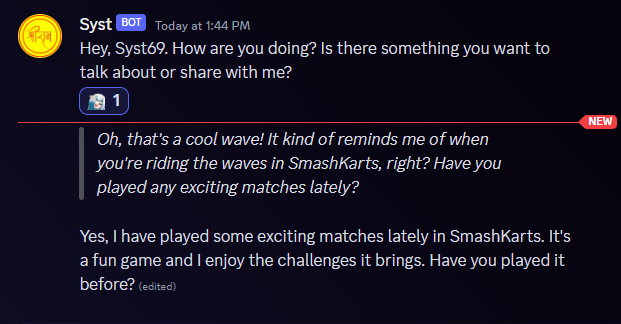 Syst BOT Today at 1:44 PM
Hey, Syst69. How are you doing? Is there something you want to
talk about or share with me?
1
NEW
Oh, that's a cool wave! It kind of reminds me of when
you're riding the waves in SmashKarts, right? Have you
played any exciting matches lately?
Yes, I have played some exciting matches lately in SmashKarts. It's
a fun game and I enjoy the challenges it brings. Have you played it
before? (edited)